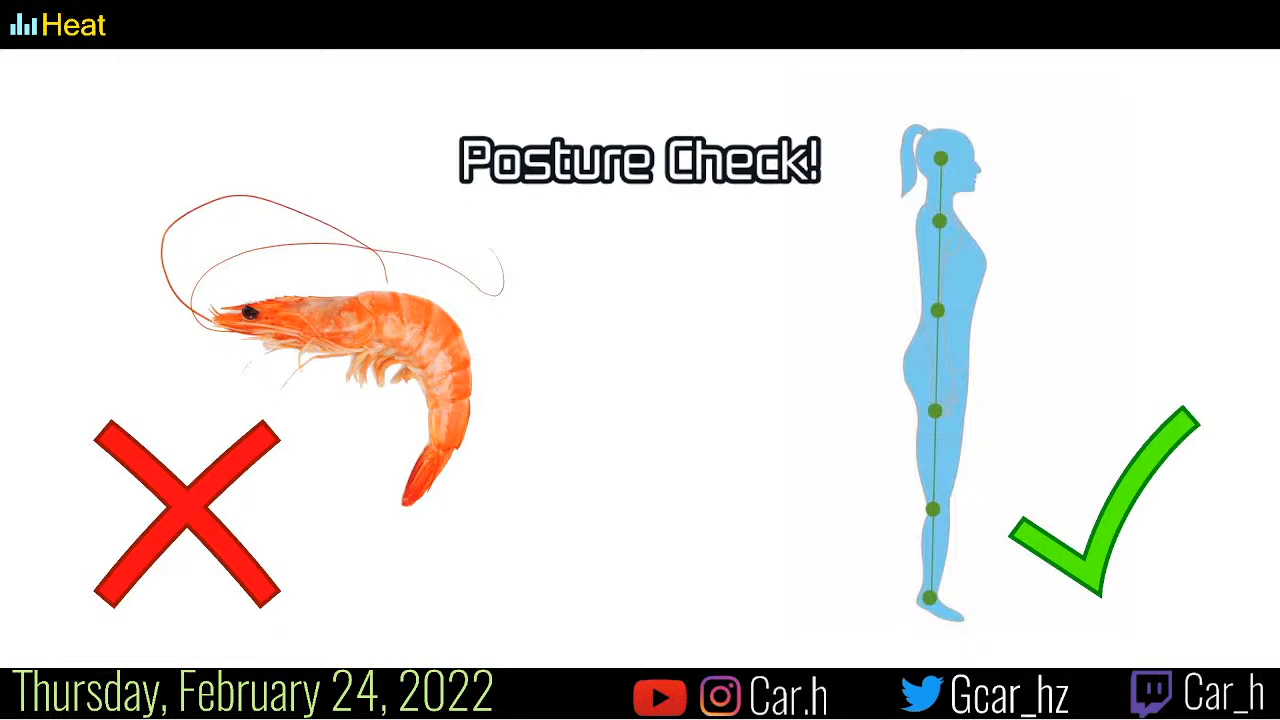 Heat
Posture Check!
Thursday, February 24, 2022
Car.h
Gcar_hz
Car_h